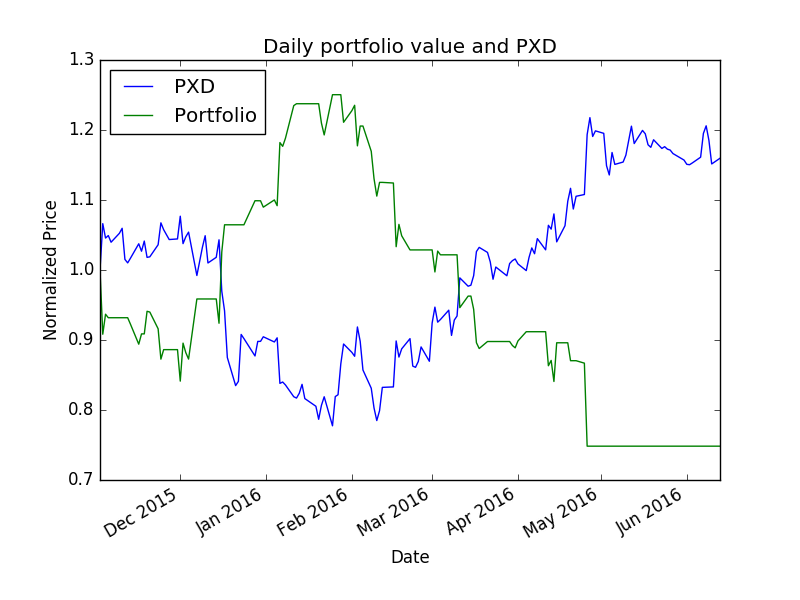 Daily portfolio value and PXD
PXD
Portfolio
1.3
1.2
1.1
1.0
0.9
0.8
0.7
Normalized Price
Dec 2015
Jan 2016
Feb 2016
Mar 2016
Apr 2016
May 2016
Jun 2016
Date